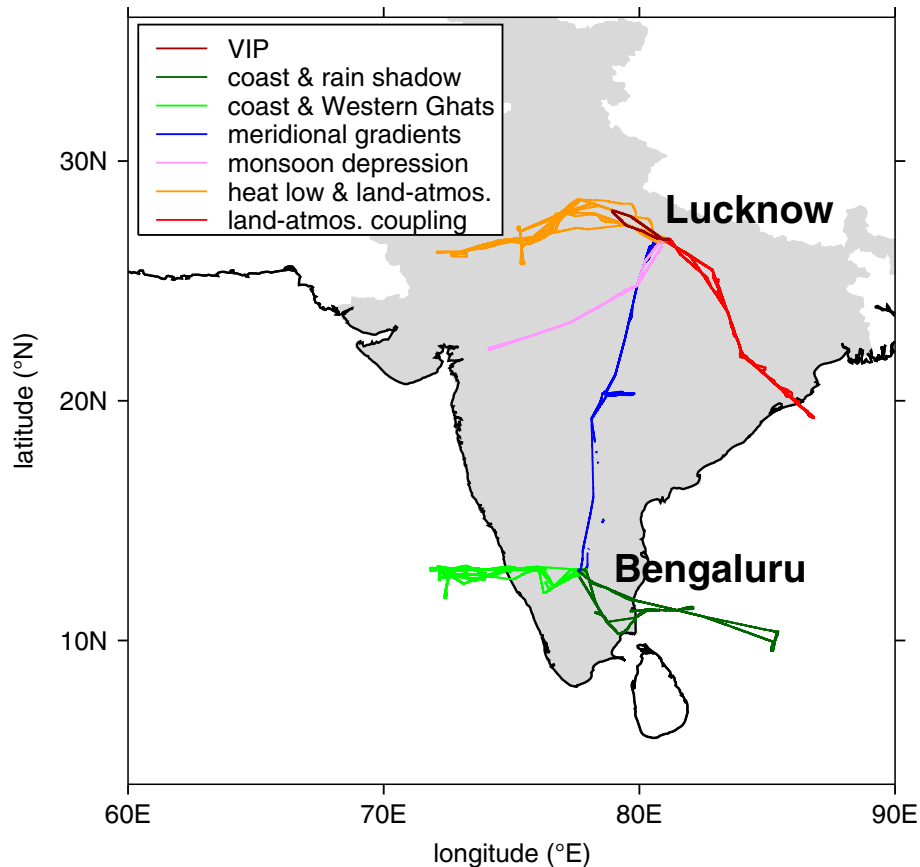 VIP
coast & rain shadow
coast & Western Ghats
meridional gradients
monsoon depression
heat low & land-atmos.
land-atmos. coupling
30N
20N
10N
latitude (°N)
Lucknow
Bengaluru
60E 70E 80E 90E
longitude (°E)